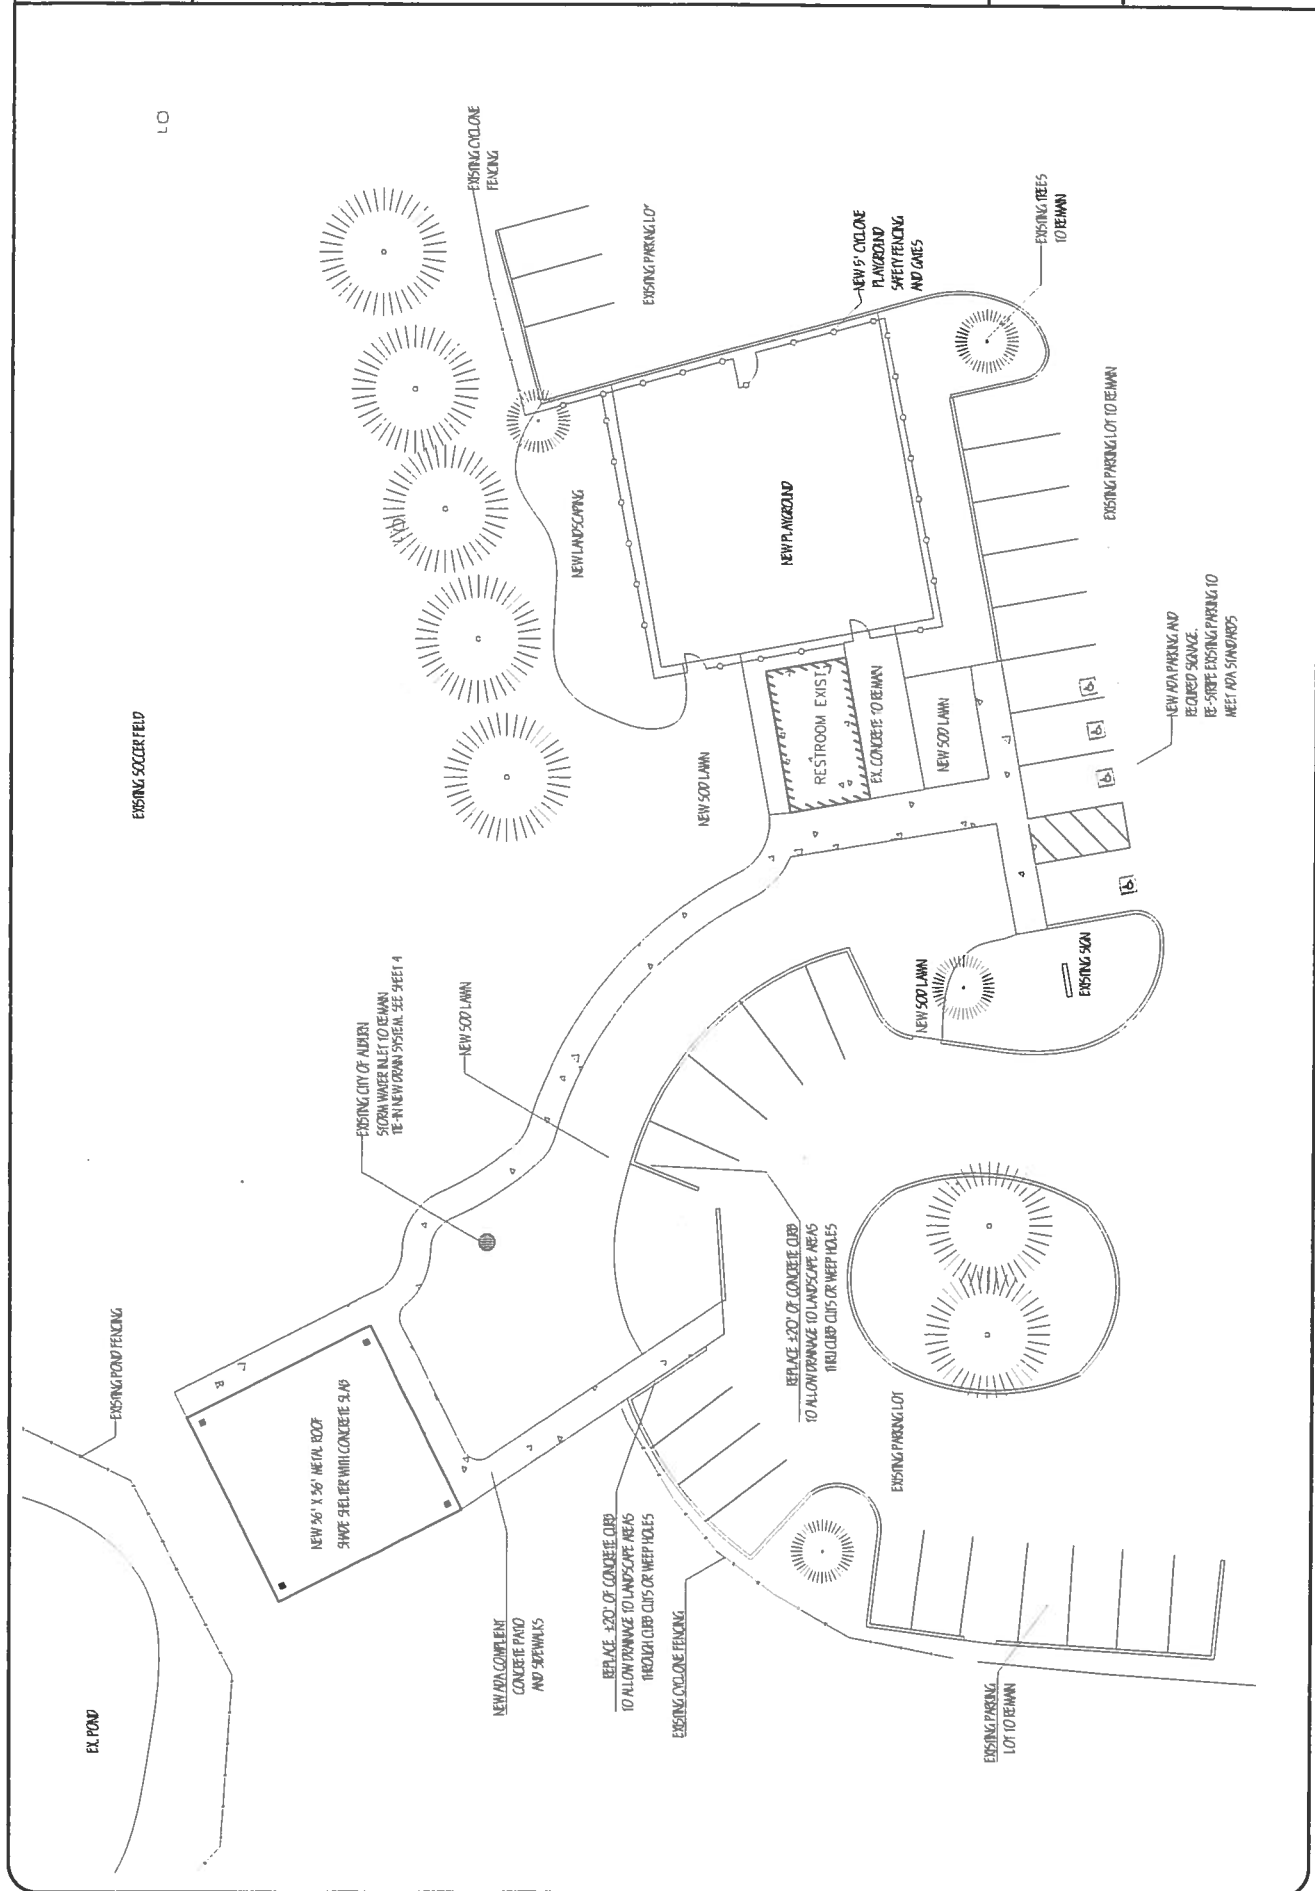 EX. POND
EXISTING POND FENCING
EXISTING SOCCER FIELD
NEW 36' X 36' METAL ROOF
SHADE SHELTER WITH CONCRETE SLAB
EXISTING CITY OF AUBURN
STORM WATER INLET TO REMAIN
TIE-IN NEW DRAIN SYSTEM. SEE SHEET 4
NEW SOD LAWN
EXISTING CYCLONE
FENCING
NEW LANDSCAPING
EXISTING PARKING LOT
NEW SOD LAWN
NEW PLAYGROUND
NEW 5' CYCLONE
PLAYGROUND
SAFETY FENCING
AND GATES
RESTROOM EXIST.
EX. CONCRETE TO REMAIN
NEW SOD LAWN
EXISTING TREES
TO REMAIN
NEW ADA COMPLIENT
CONCRETE PATIO
AND SIDEWALKS
REPLACE ±20' OF CONCRETE CURB
TO ALLOW DRAINAGE TO LANDSCAPE AREAS
THROUGH CURB CUTS OR WEEP HOLES
EXISTING CYCLONE FENCING
REPLACE ±20' OF CONCRETE CURB
TO ALLOW DRAINAGE TO LANDSCAPE AREAS
THRU CURB CUTS OR WEEP HOLES
EXISTING PARKING LOT
NEW SOD LAWN
EXISTING SIGN
EXISTING PARKING LOT TO REMAIN
NEW ADA PARKING AND
REQUIRED SIGNAGE.
RE-STRIPE EXISTING PARKING TO
MEET ADA STANDARDS
EXISTING PARKING
LOT TO REMAIN